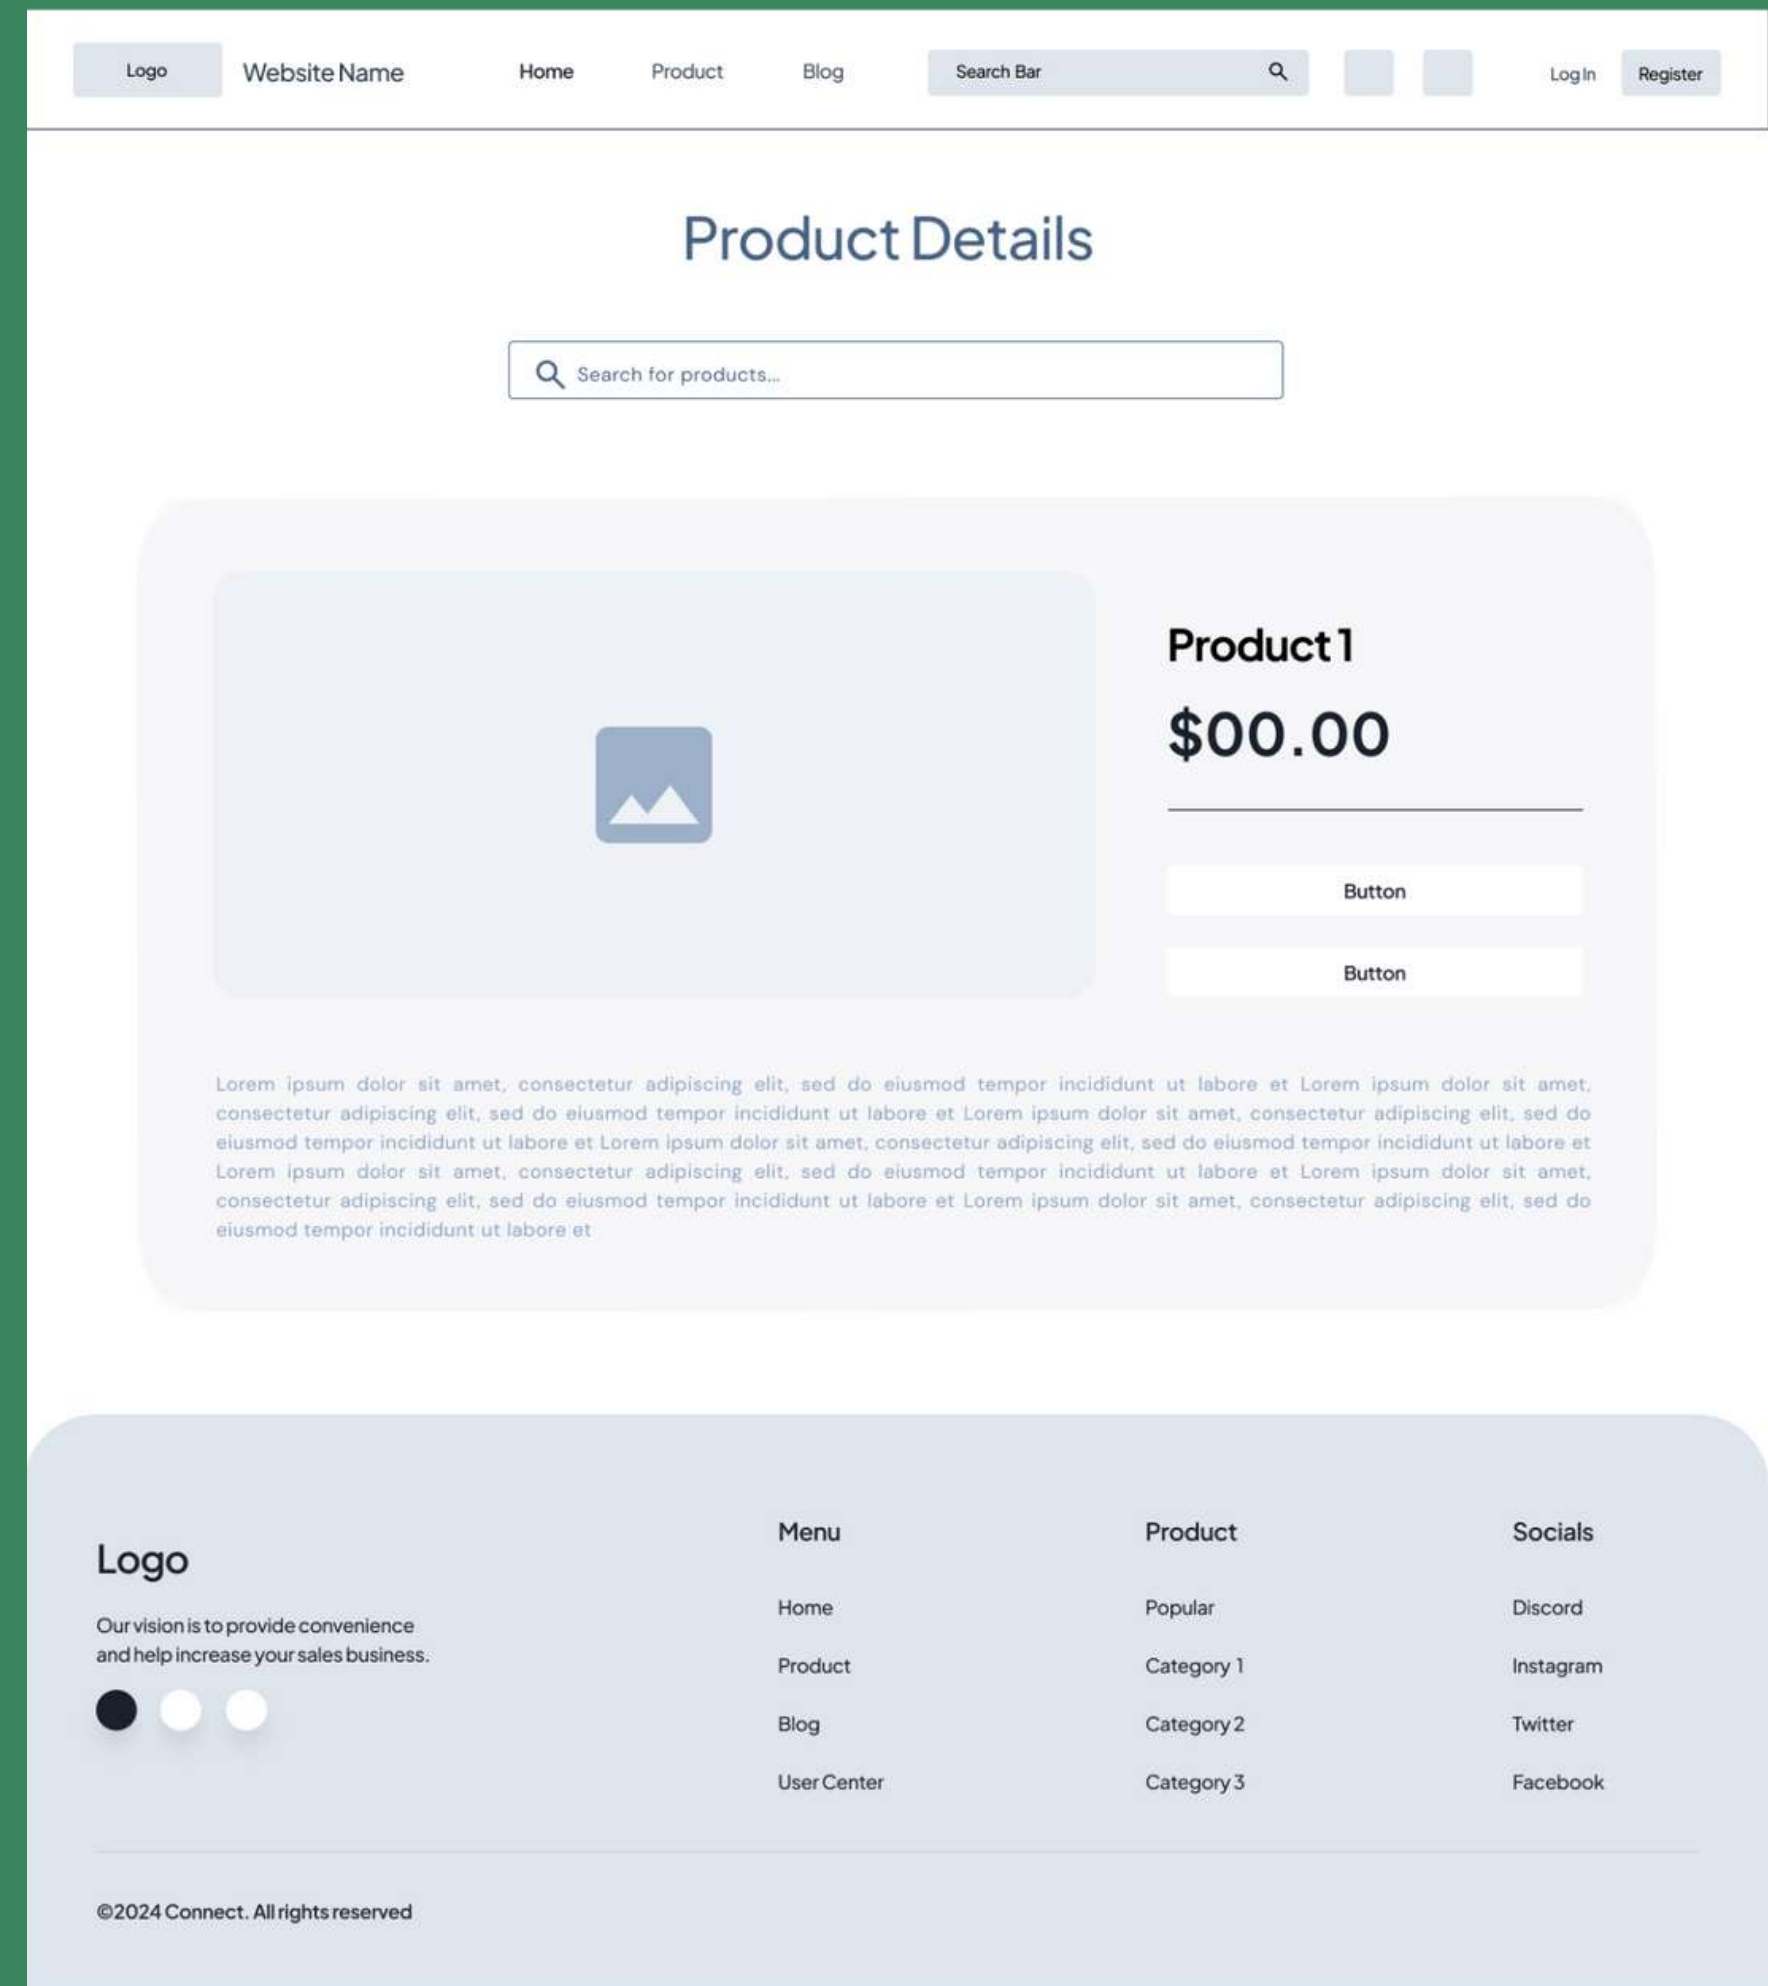 Logo
Website Name
Home
Product
Blog
Search Bar
Log In
Register
Product Details
Search for products...
Product 1
$00.00
Button
Button
Lorem ipsum dolor sit amet, consectetur adipiscing elit, sed do eiusmod tempor incididunt ut labore et Lorem ipsum dolor sit amet,
consectetur adipiscing elit, sed do eiusmod tempor incididunt ut labore et Lorem ipsum dolor sit amet, consectetur adipiscing elit, sed do
eiusmod tempor incididunt ut labore et Lorem ipsum dolor sit amet, consectetur adipiscing elit, sed do eiusmod tempor incididunt ut labore et
Lorem ipsum dolor sit amet, consectetur adipiscing elit, sed do eiusmod tempor incididunt ut labore et Lorem ipsum dolor sit amet,
consectetur adipiscing elit, sed do eiusmod tempor incididunt ut labore et Lorem ipsum dolor sit amet, consectetur adipiscing elit, sed do
eiusmod tempor incididunt ut labore et
Logo
Our vision is to provide convenience
and help increase your sales business.
Menu
Home
Product
Blog
User Center
Product
Popular
Category 1
Category 2
Category 3
Socials
Discord
Instagram
Twitter
Facebook
©2024 Connect. All rights reserved